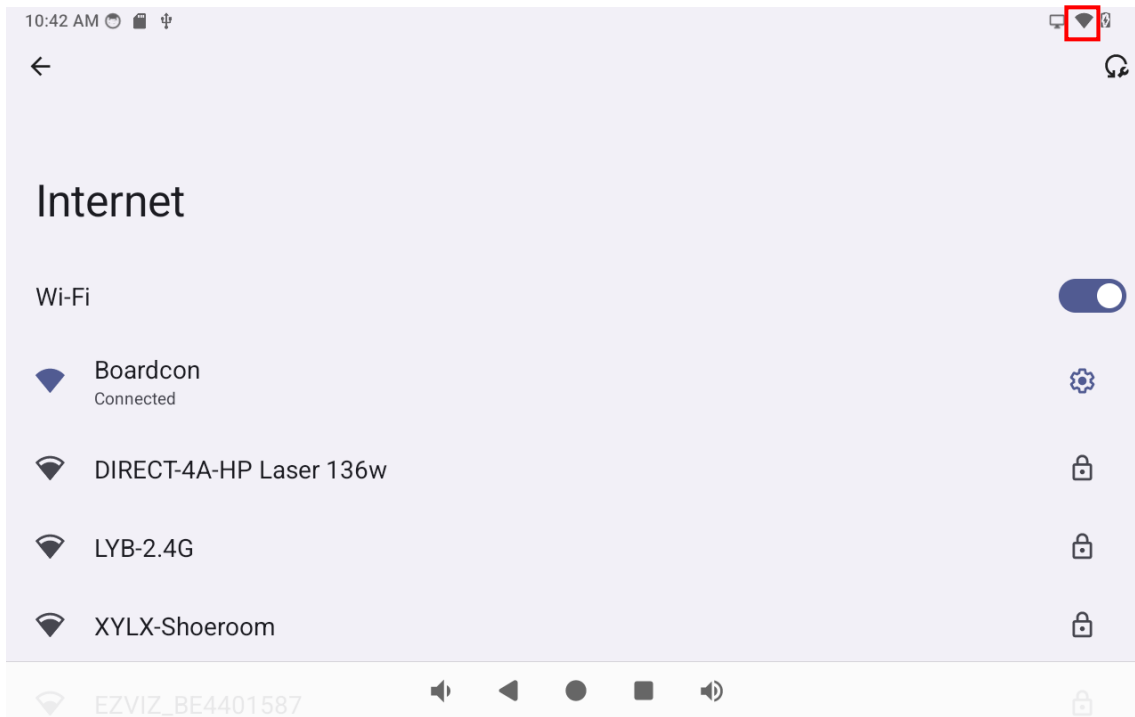 10:42 AM
Internet
Wi-Fi
Boardcon
Connected
DIRECT-4A-HP Laser 136w
LYB-2.4G
XYLX-Shoeroom
EZVIZ_BE4401587